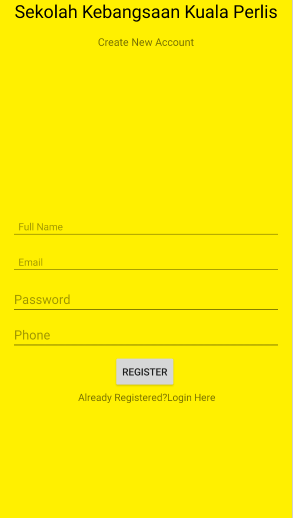 Sekolah Kebangsaan Kuala Perlis
Create New Account
Full Name
Email
Password
Phone
REGISTER
Already Registered?Login Here